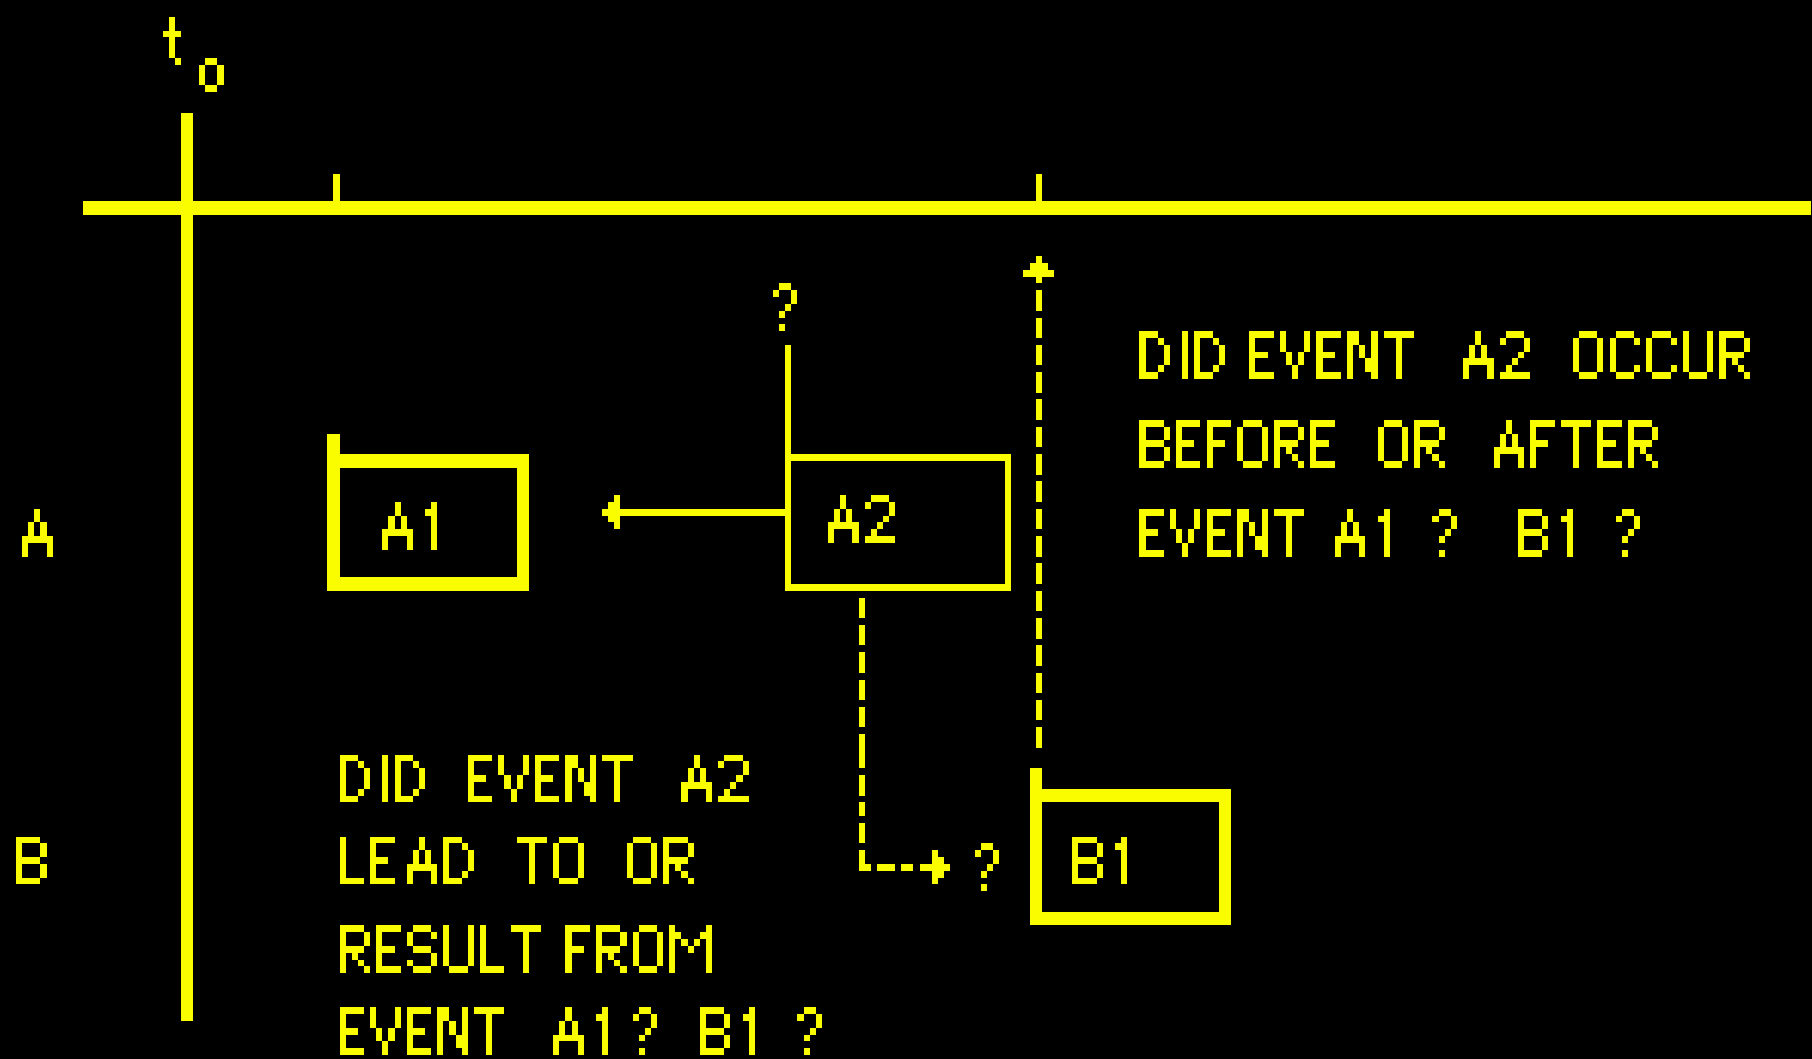 t₀
?
DID EVENT A2 OCCUR
BEFORE OR AFTER
EVENT A1 ? B1 ?
A
A1
A2
DID EVENT A2
LEAD TO OR
RESULT FROM
EVENT A1 ? B1 ?
B
?
B1